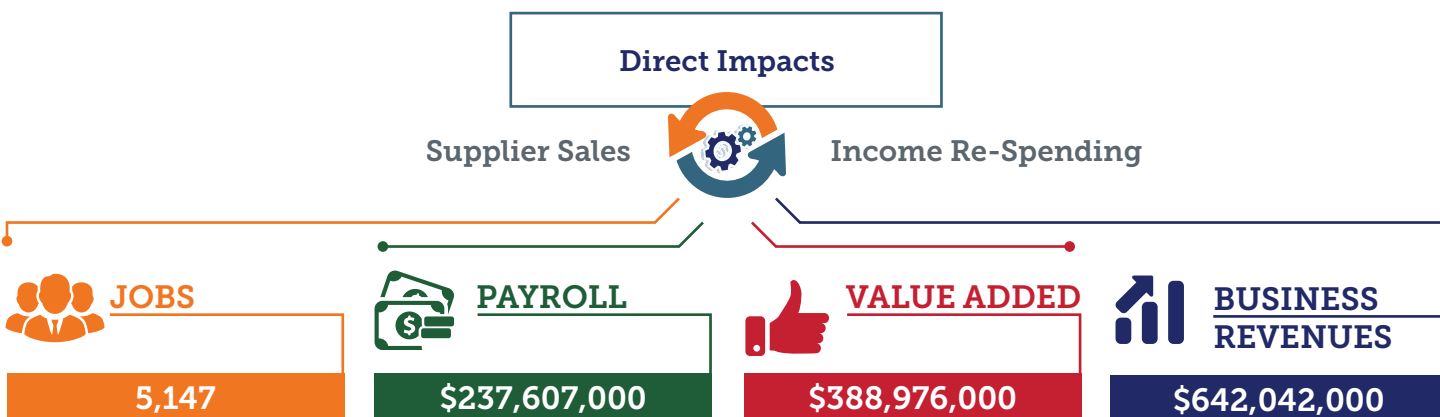 Direct Impacts
Supplier Sales
Income Re-Spending
JOBS
5,147
PAYROLL
$
$237,607,000
VALUE ADDED
$388,976,000
BUSINESS
REVENUES
$642,042,000